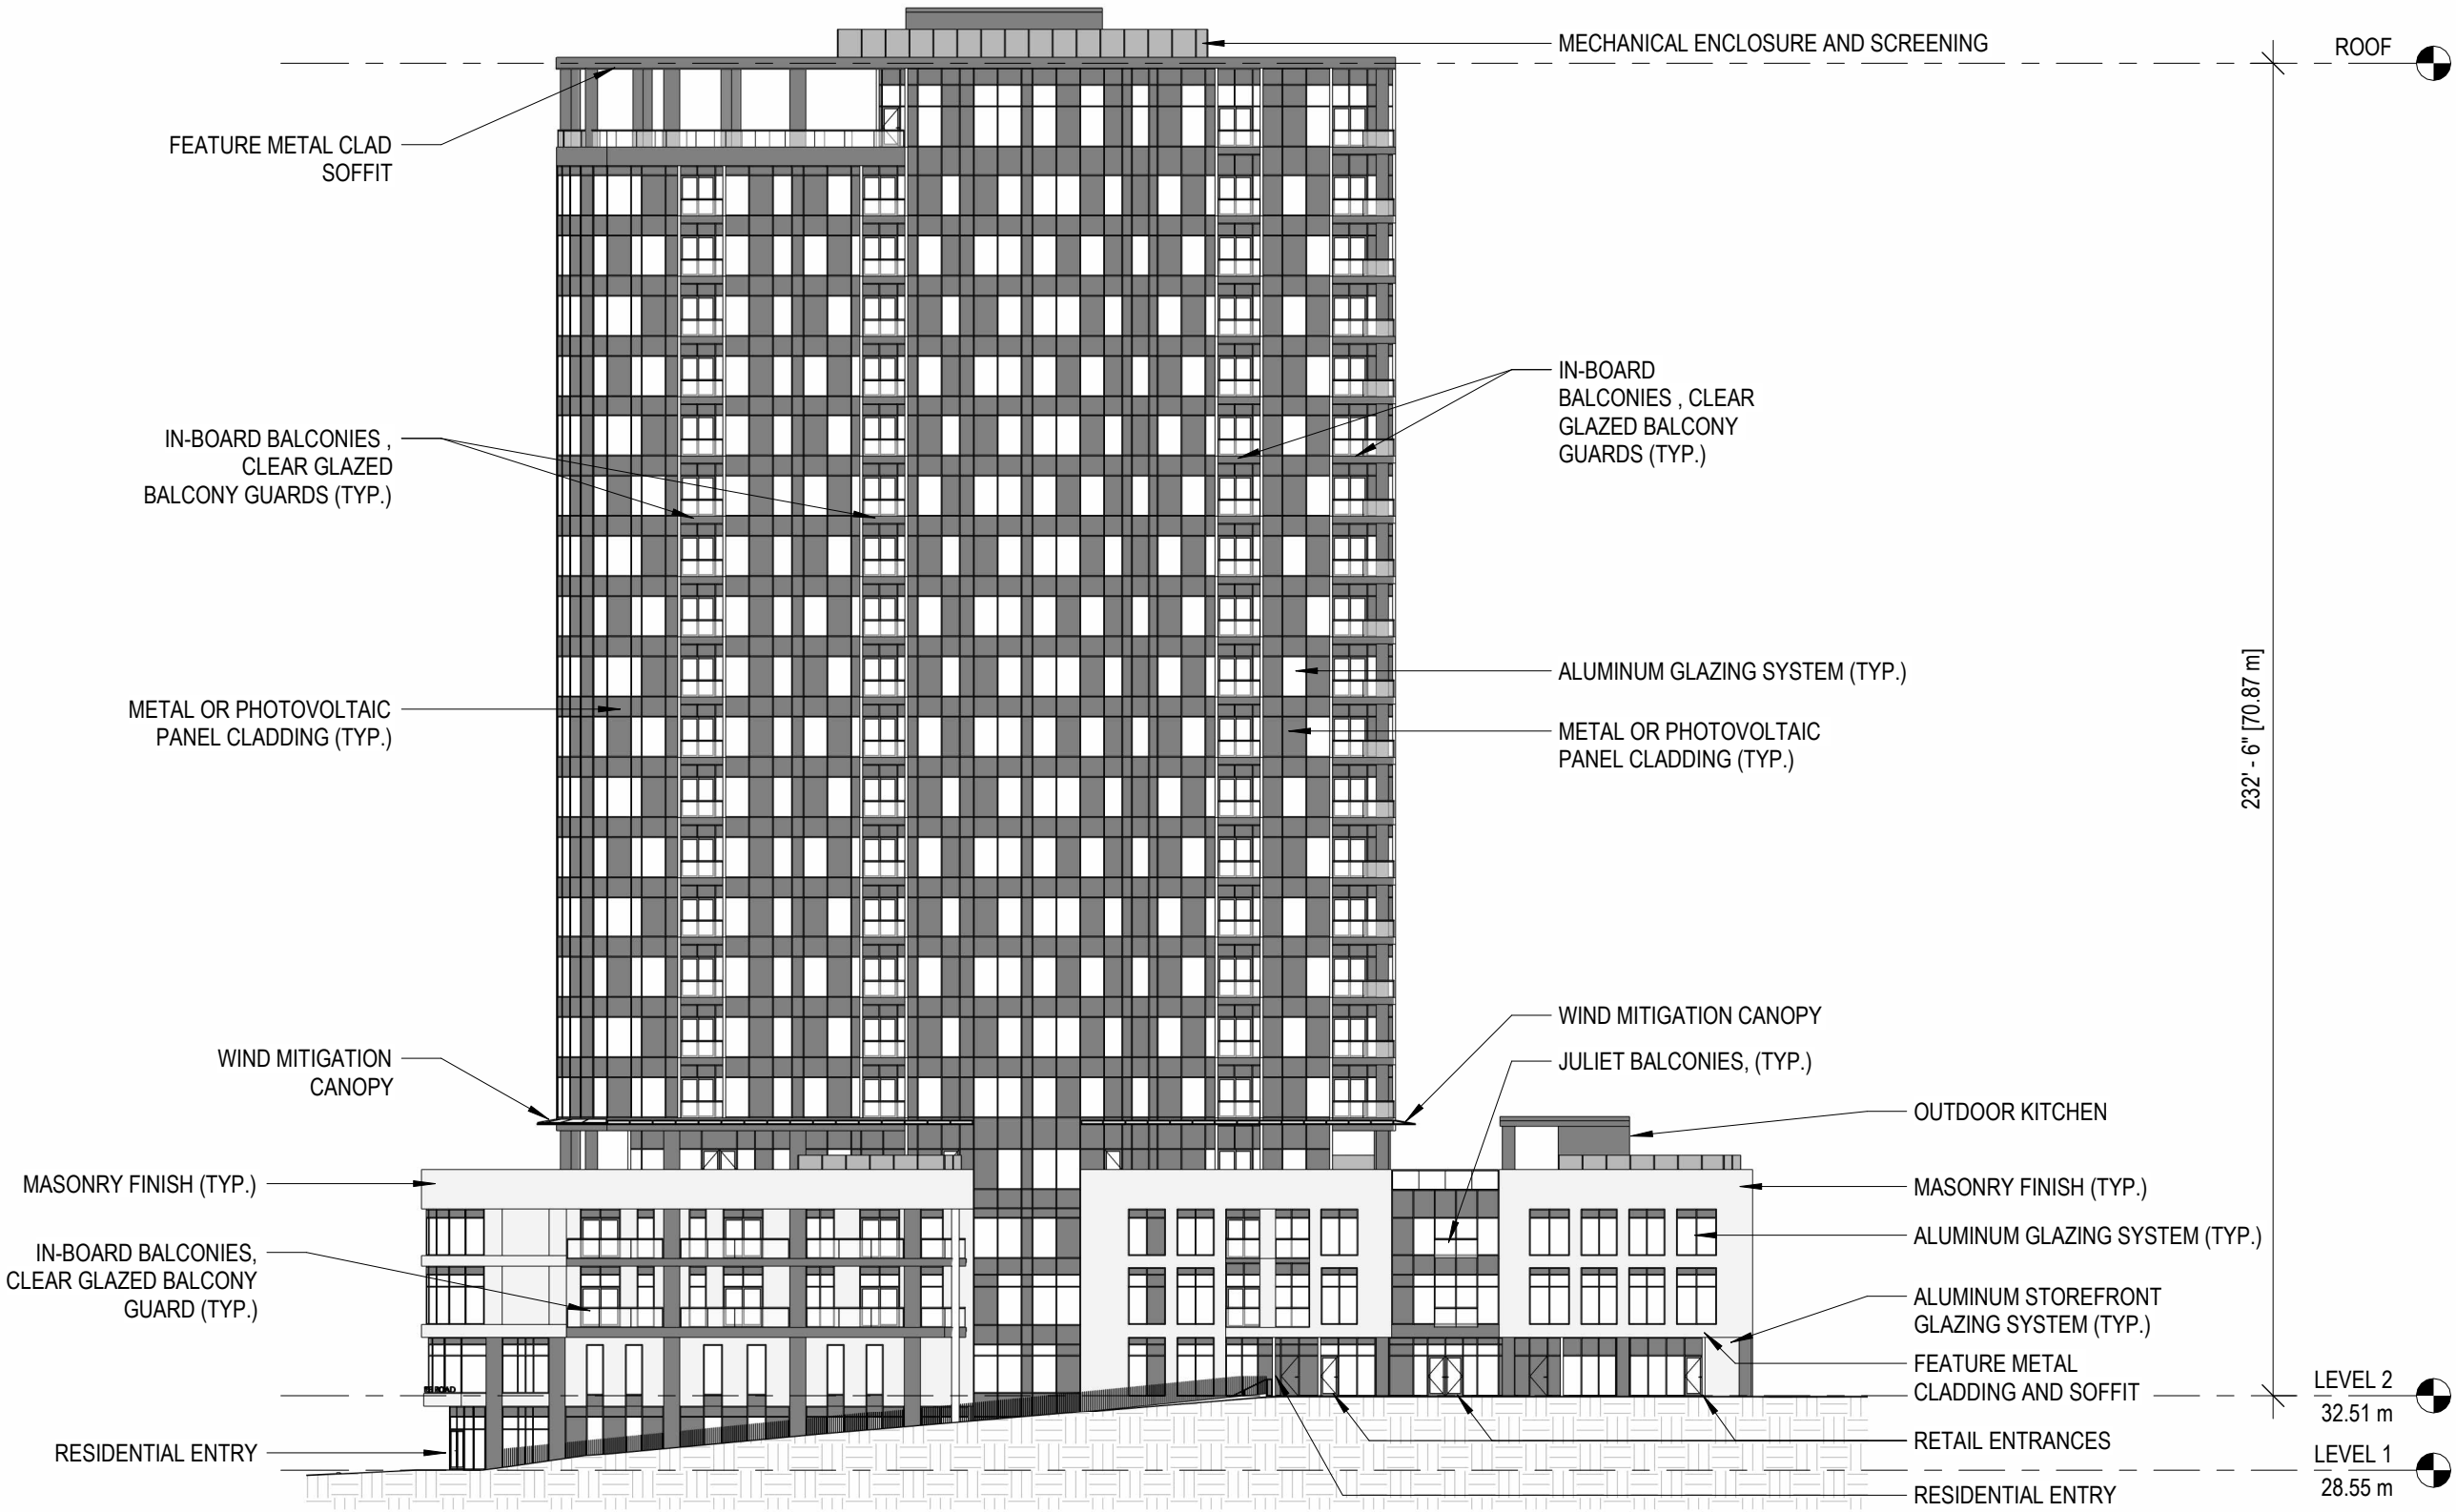 MECHANICAL ENCLOSURE AND SCREENING
ROOF
FEATURE METAL CLAD
SOFFIT
IN-BOARD
BALCONIES , CLEAR
GLAZED BALCONY
GUARDS (TYP.)
IN-BOARD BALCONIES ,
CLEAR GLAZED
BALCONY GUARDS (TYP.)
ALUMINUM GLAZING SYSTEM (TYP.)
METAL OR PHOTOVOLTAIC
PANEL CLADDING (TYP.)
METAL OR PHOTOVOLTAIC
PANEL CLADDING (TYP.)
232' - 6" [70.87 m]
WIND MITIGATION CANOPY
WIND MITIGATION
CANOPY
JULIET BALCONIES, (TYP.)
OUTDOOR KITCHEN
MASONRY FINISH (TYP.)
MASONRY FINISH (TYP.)
ALUMINUM GLAZING SYSTEM (TYP.)
IN-BOARD BALCONIES,
CLEAR GLAZED BALCONY
GUARD (TYP.)
ALUMINUM STOREFRONT
GLAZING SYSTEM (TYP.)
FEATURE METAL
CLADDING AND SOFFIT
LEVEL 2
32.51 m
RETAIL ENTRANCES
RESIDENTIAL ENTRY
LEVEL 1
28.55 m
RESIDENTIAL ENTRY
ROAD